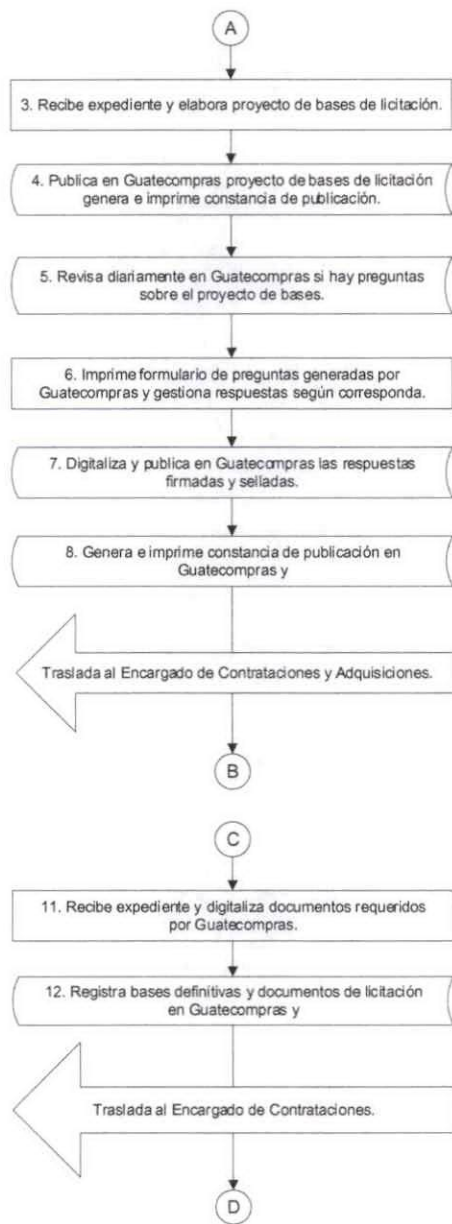 A
3. Recibe expediente y elabora proyecto de bases de licitación.
4. Publica en Guatecompras proyecto de bases de licitación
genera e imprime constancia de publicación.
5. Revisa diariamente en Guatecompras si hay preguntas
sobre el proyecto de bases.
6. Imprime formulario de preguntas generadas por
Guatecompras y gestiona respuestas según corresponda.
7. Digitaliza y publica en Guatecompras las respuestas
firmadas y selladas.
8. Genera e imprime constancia de publicación en
Guatecompras y
Traslada al Encargado de Contrataciones y Adquisiciones.
B
C
11. Recibe expediente y digitaliza documentos requeridos
por Guatecompras.
12. Registra bases definitivas y documentos de licitación
en Guatecompras y
Traslada al Encargado de Contrataciones.
D